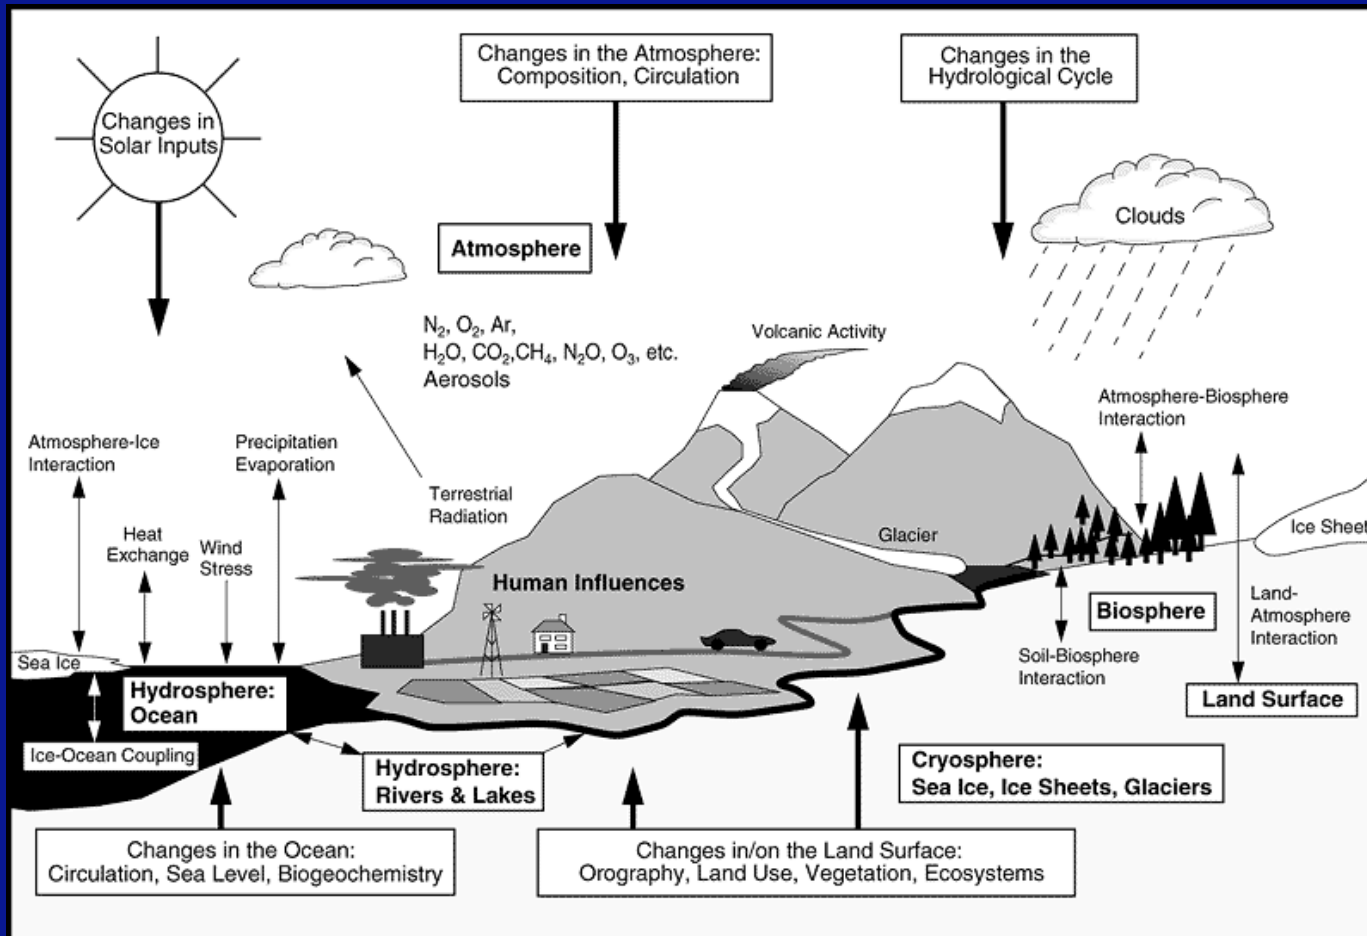 Changes in the Atmosphere:
Composition, Circulation
Changes in the
Hydrological Cycle
Changes in
Solar Inputs
Clouds
Atmosphere
N₂, O₂, Ar,
H₂O, CO₂,CH₄, N₂O, O₃, etc.
Aerosols
Volcanic Activity
Atmosphere-Biosphere
Interaction
Atmosphere-Ice
Interaction
Precipitation
Evaporation
Terrestrial
Radiation
Heat
Exchange
Wind
Stress
Glacier
Ice Sheet
Human Influences
Biosphere
Land-
Atmosphere
Interaction
Soil-Biosphere
Interaction
Sea Ice
Hydrosphere:
Ocean
Land Surface
Ice-Ocean Coupling
Hydrosphere:
Rivers & Lakes
Cryosphere:
Sea Ice, Ice Sheets, Glaciers
Changes in the Ocean:
Circulation, Sea Level, Biogeochemistry
Changes in/on the Land Surface:
Orography, Land Use, Vegetation, Ecosystems